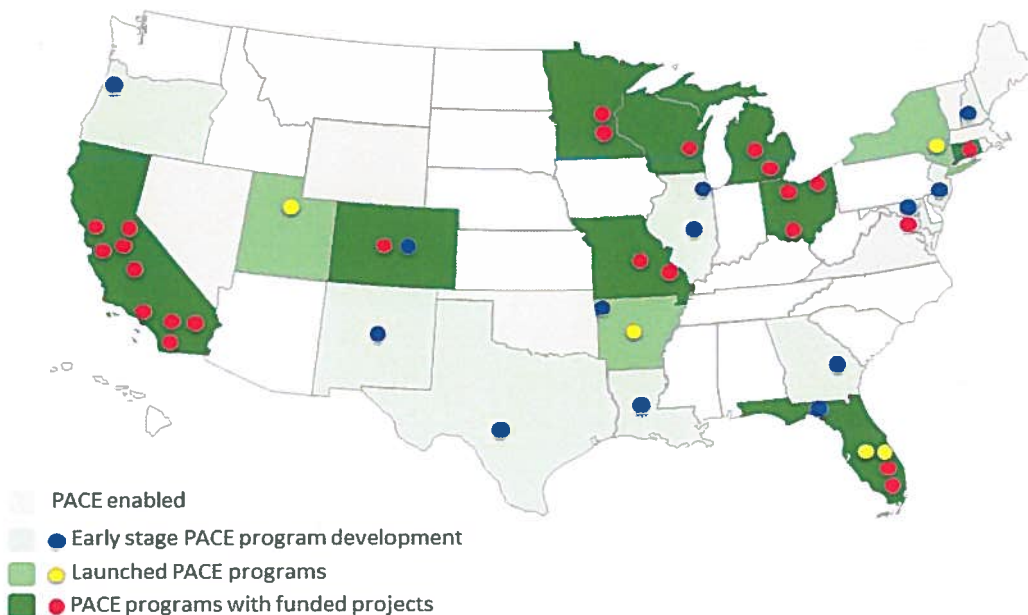 PACE enabled
Early stage PACE program development
Launched PACE programs
PACE programs with funded projects